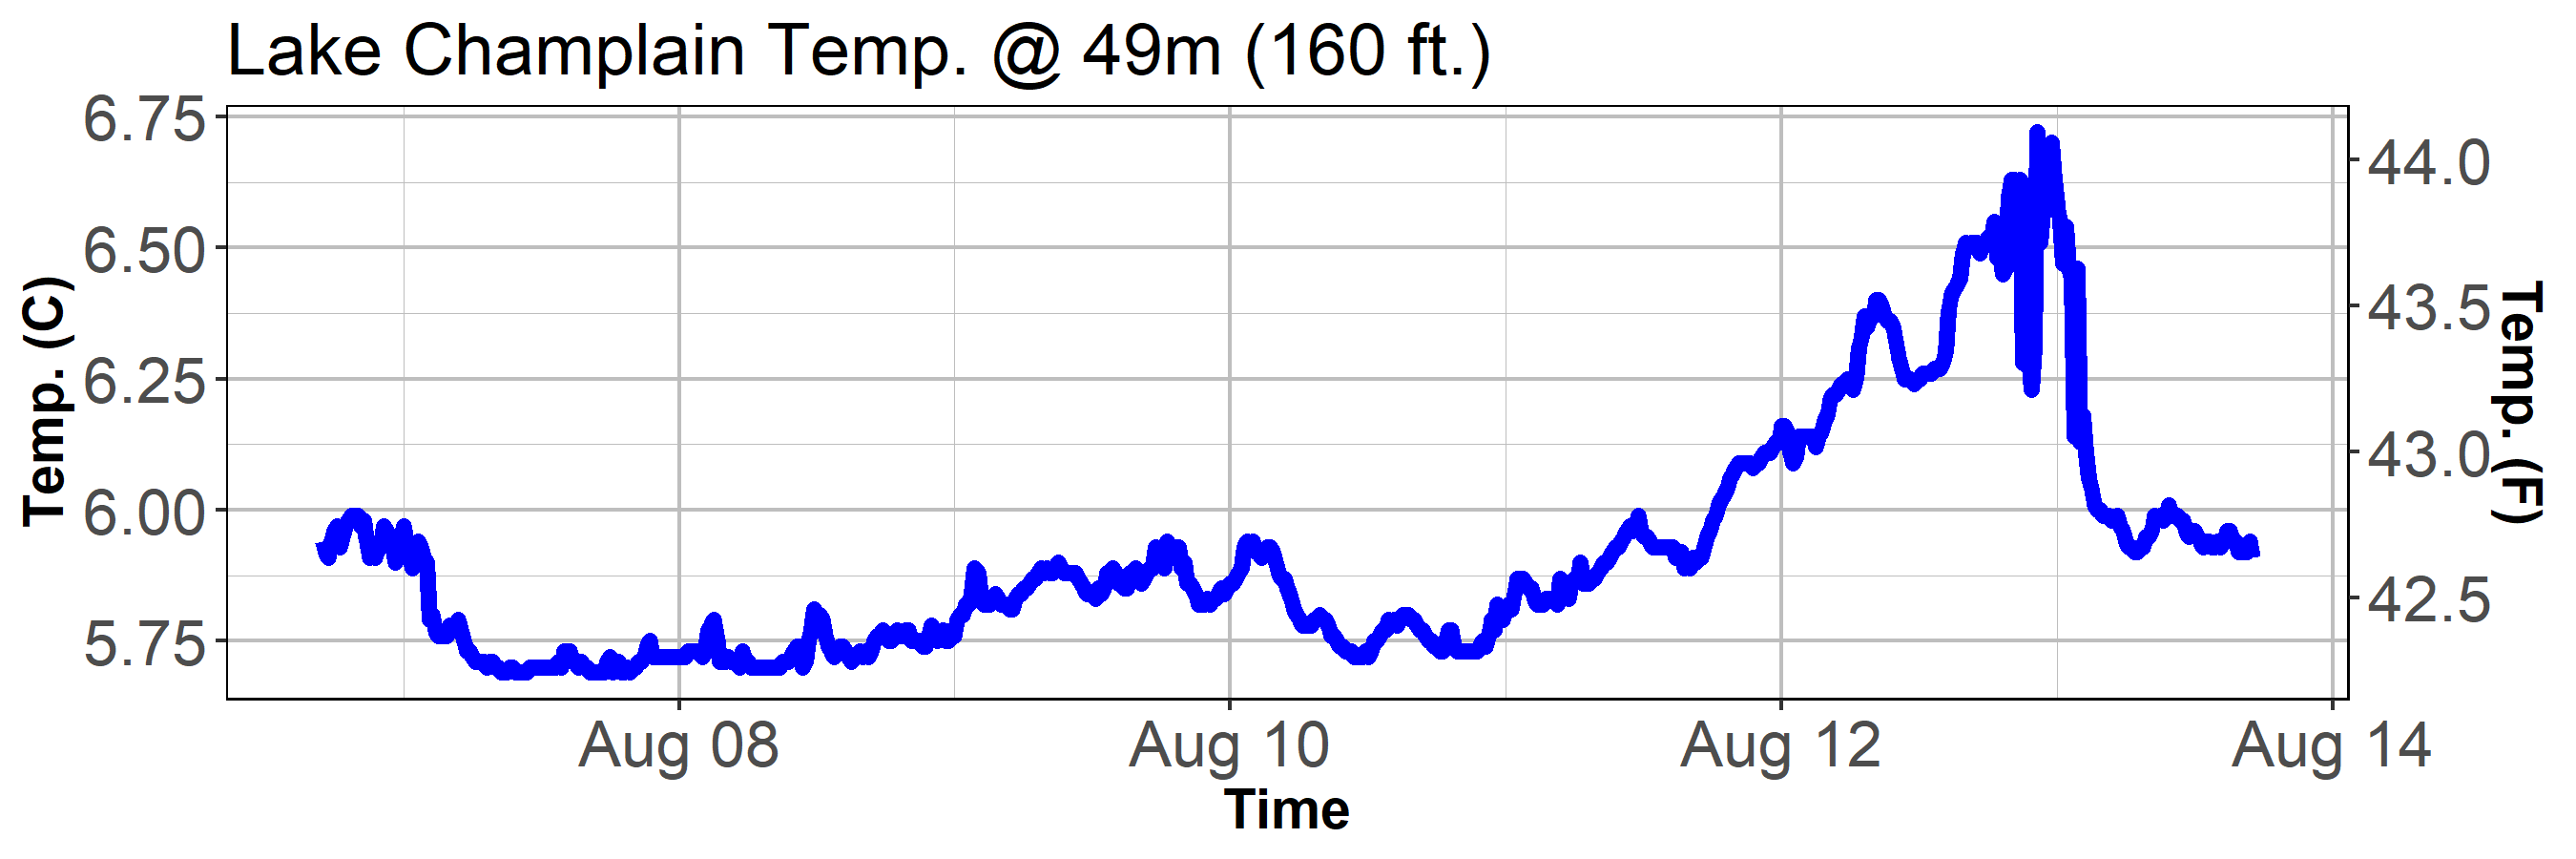 Lake Champlain Temp. @ 49m (160 ft.)
6.75
6.50
6.25
6.00
5.75
Temp. (C)
44.0
43.5
43.0
42.5
Temp. (F)
Aug 08 Aug 10 Aug 12 Aug 14
Time